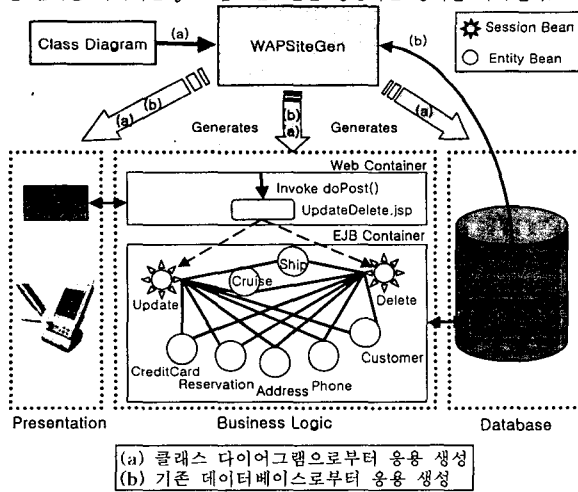 Class Diagram
(a)
WAPSiteGen
(b)
Session Bean
Entity Bean
(a)
(b)
Generates
(b)
(a)
Generates
(a)
Web Container
Invoke doPost()
UpdateDelete.jsp
EJB Container
Ship
Cruise
Update
Delete
CreditCard
Reservation
Address
Phone
Customer
Presentation
Business Logic
Database
(a) 클래스 다이어그램으로부터 응용 생성
(b) 기존 데이터베이스로부터 응용 생성